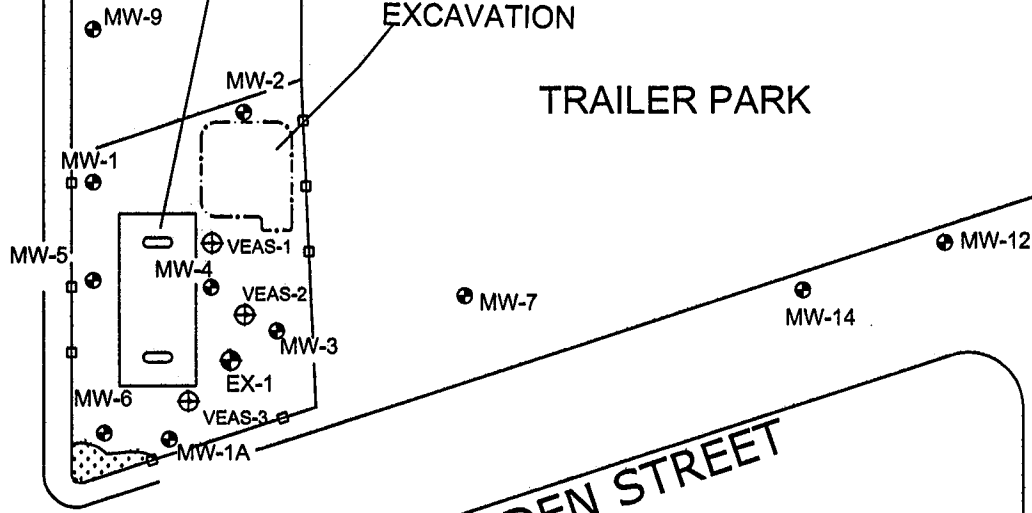 MW-9
EXCAVATION
MW-2
TRAILER PARK
MW-1
MW-5
VEAS-1
MW-12
MW-4
VEAS-2
MW-7
MW-14
MW-3
EX-1
MW-6
VEAS-3
MW-1A
STREET